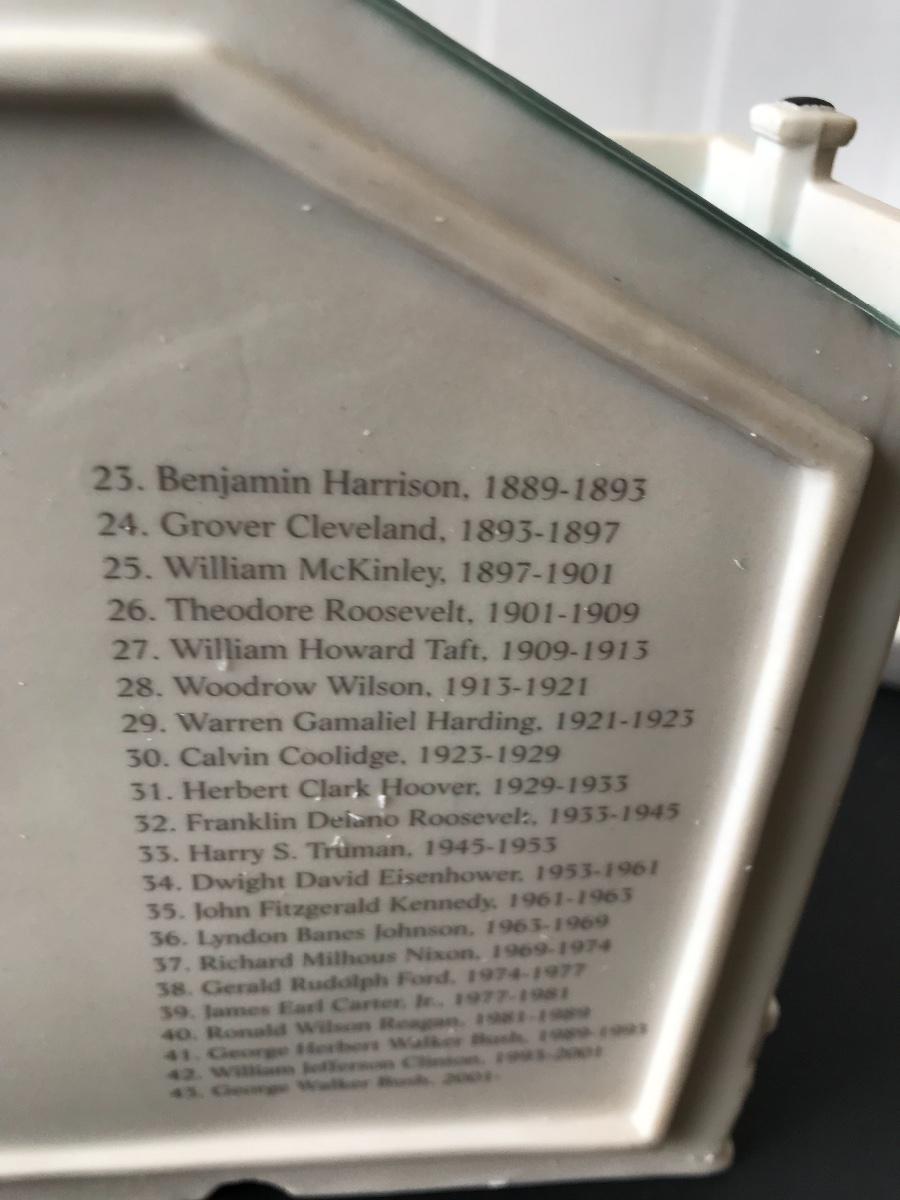 23. Benjamin Harrison, 1889-1893
24. Grover Cleveland, 1893-1897
25. William McKinley, 1897-1901
26. Theodore Roosevelt, 1901-1909
27. William Howard Taft, 1909-1913
28. Woodrow Wilson, 1913-1921
29. Warren Gamaliel Harding, 1921-1923
30. Calvin Coolidge, 1923-1929
31. Herbert Clark Hoover, 1929-1933
32. Franklin Delano Roosevelt, 1933-1945
33. Harry S. Truman, 1945-1953
34. Dwight David Eisenhower, 1953-1961
35. John Fitzgerald Kennedy, 1961-1963
36. Lyndon Banes Johnson, 1963-1969
37. Richard Milhous Nixon, 1969-1974
38. Gerald Rudolph Ford, 1974-1977
39. James Earl Carter, Jr., 1977-1981
40. Ronald Wilson Reagan, 1981-1989
41. George Herbert Walker Bush, 1989-1993
42. William Jefferson Clinton, 1993-2001
43. George Walker Bush, 2001-